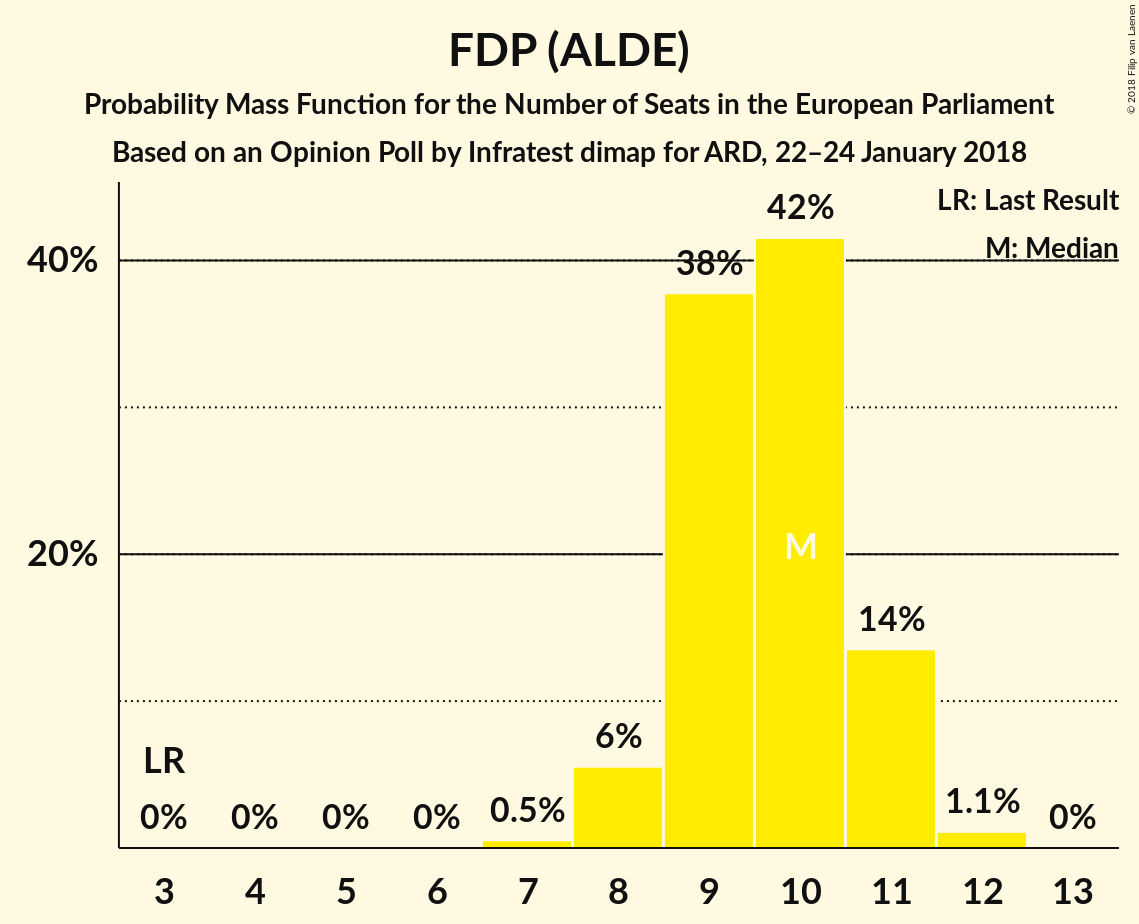 FDP (ALDE)
Probability Mass Function for the Number of Seats in the European Parliament
Based on an Opinion Poll by Infratest dimap for ARD, 22–24 January 2018
© 2018 Filip van Laenen
LR: Last Result
M: Median
40%
20%
42%
38%
M
14%
6%
LR
0%
0%
0%
0%
0.5%
1.1%
0%
3 4 5 6 7 8 9 10 11 12 13